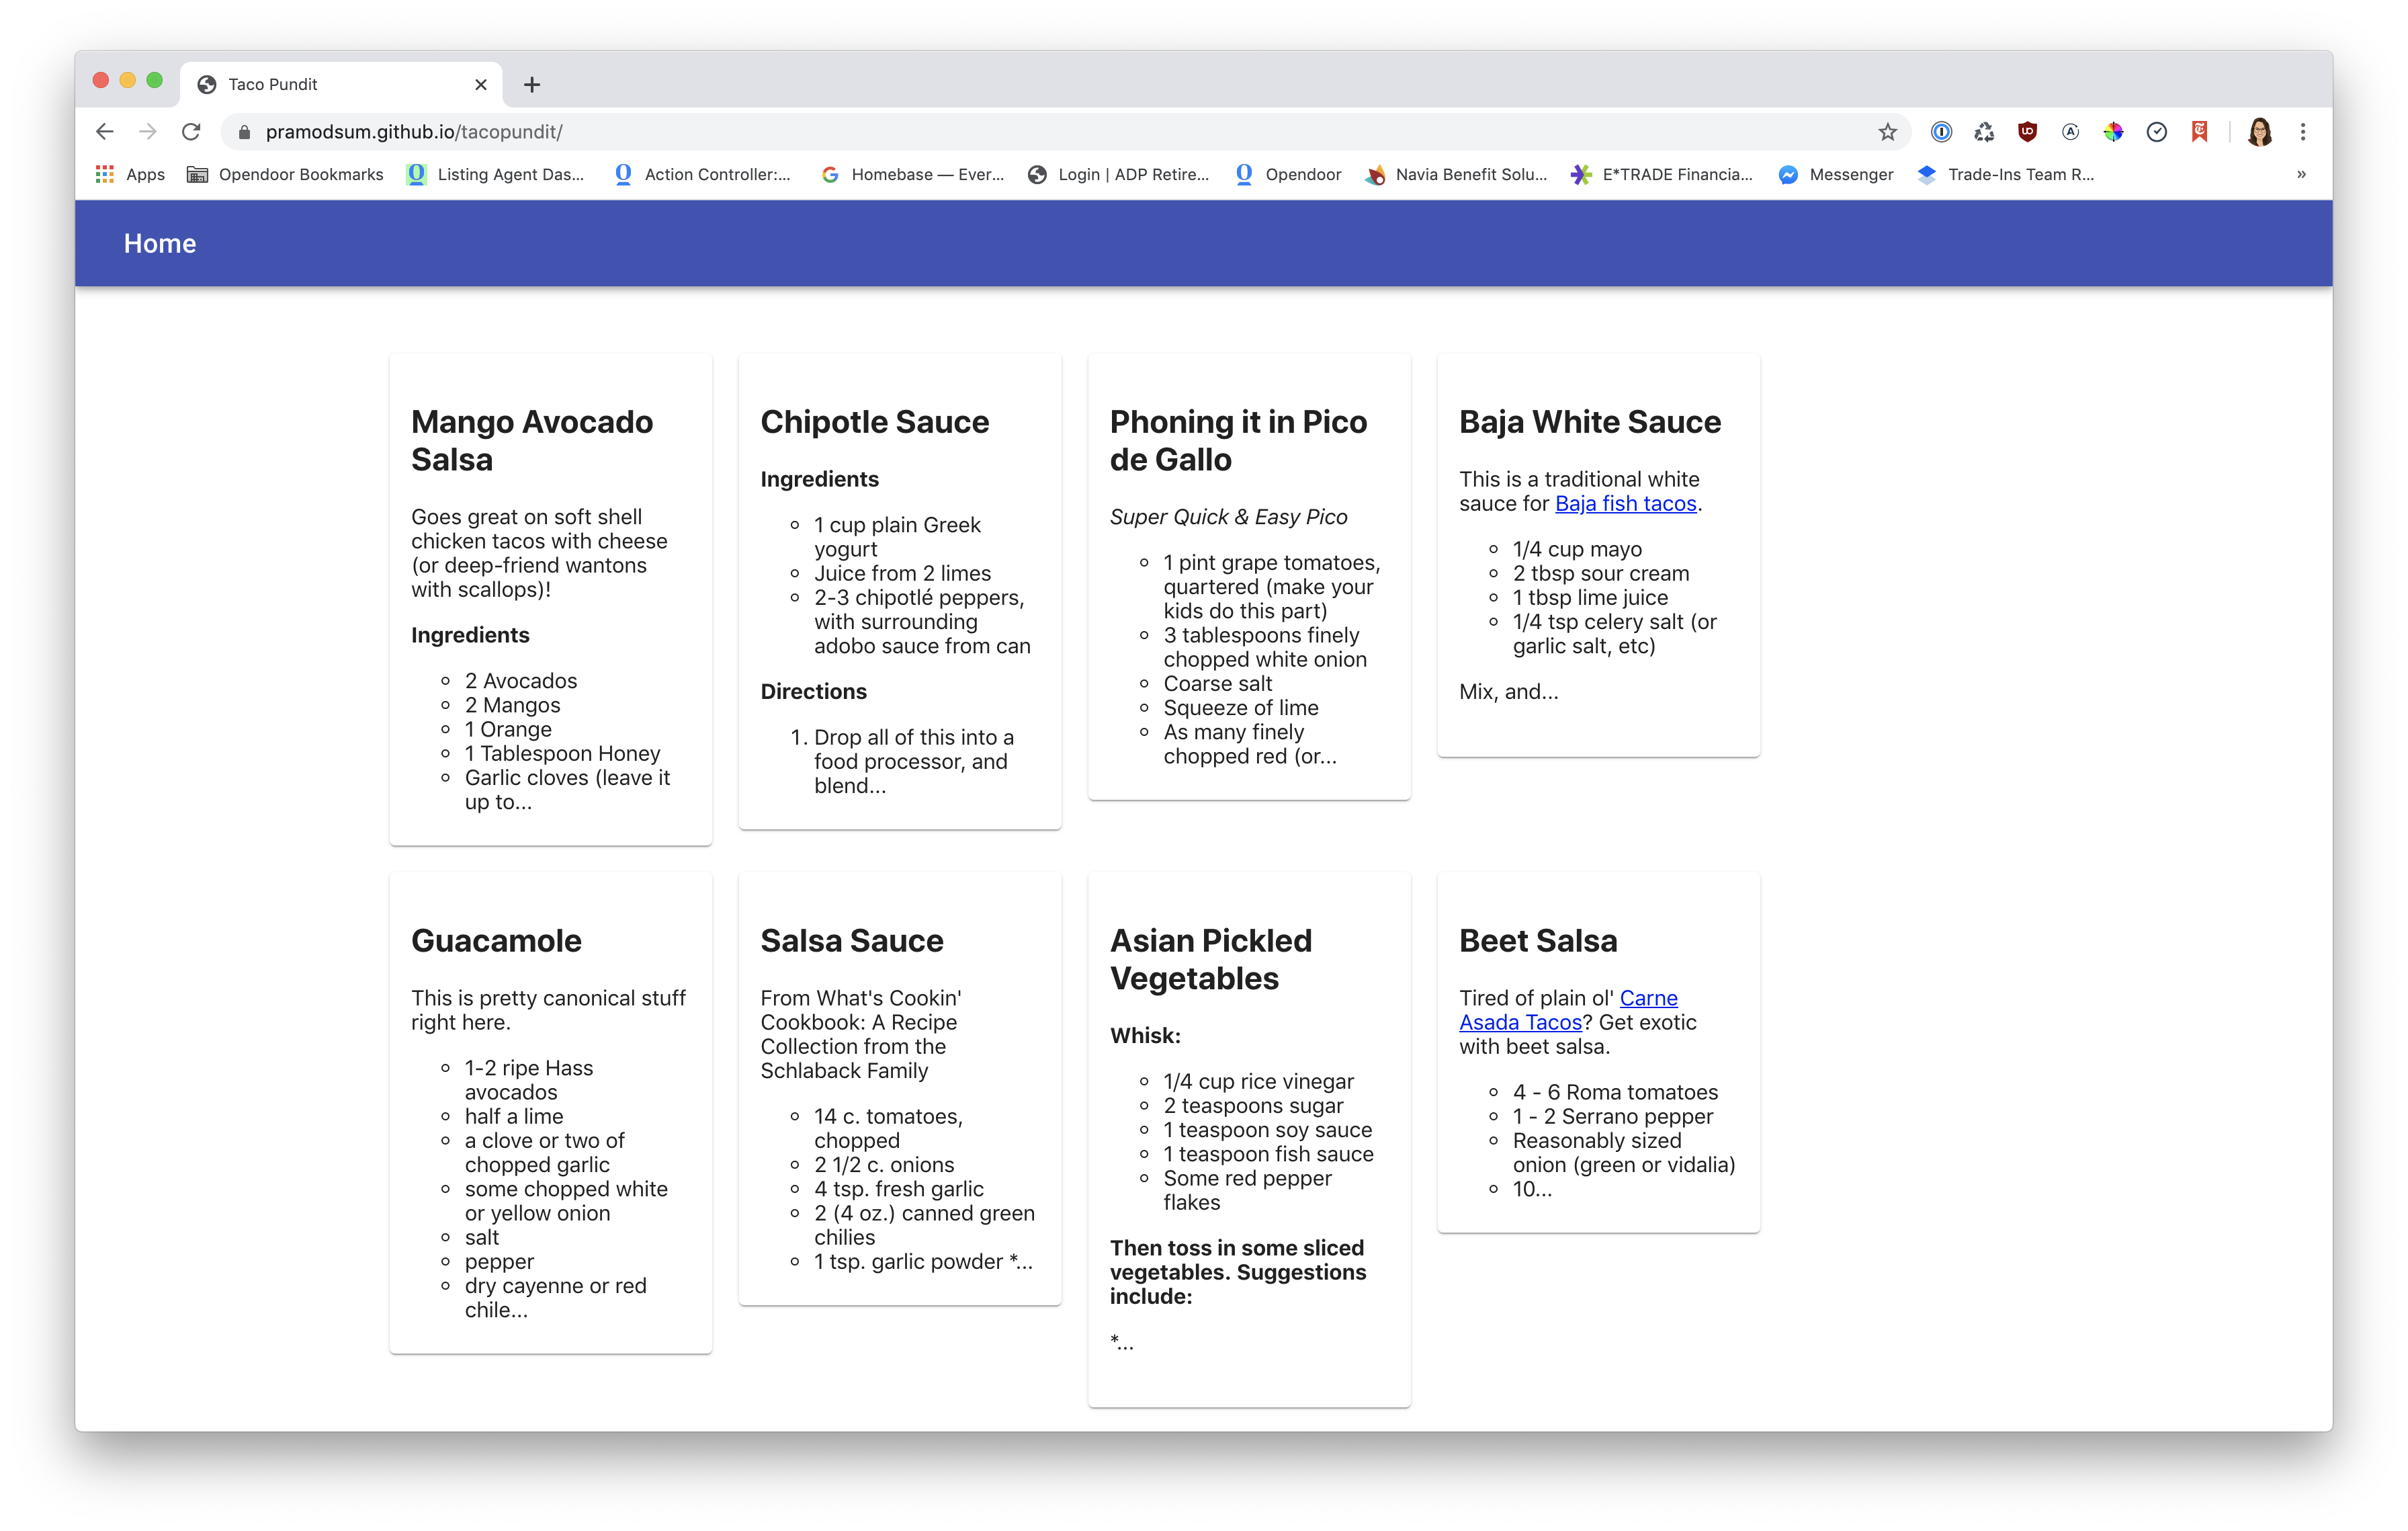 Taco Pundit
pramodsum.github.io/tacopundit/
Apps
Opendoor Bookmarks
Listing Agent Das...
Action Controller:...
Homebase — Ever...
Login | ADP Retire...
Opendoor
Navia Benefit Solu...
E*TRADE Financia...
Messenger
Trade-Ins Team R...
»
Home
Mango Avocado
Salsa
Goes great on soft shell
chicken tacos with cheese
(or deep-friend wantons
with scallops)!
Ingredients
2 Avocados
2 Mangos
1 Orange
1 Tablespoon Honey
Garlic cloves (leave it
up to...
Chipotle Sauce
Ingredients
1 cup plain Greek
yogurt
Juice from 2 limes
2-3 chipotlé peppers,
with surrounding
adobo sauce from can
Directions
1. Drop all of this into a
food processor, and
blend...
Phoning it in Pico
de Gallo
Super Quick & Easy Pico
1 pint grape tomatoes,
quartered (make your
kids do this part)
3 tablespoons finely
chopped white onion
Coarse salt
Squeeze of lime
As many finely
chopped red (or...
Baja White Sauce
This is a traditional white
sauce for Baja fish tacos.
1/4 cup mayo
2 tbsp sour cream
1 tbsp lime juice
1/4 tsp celery salt (or
garlic salt, etc)
Mix, and...
Guacamole
This is pretty canonical stuff
right here.
1-2 ripe Hass
avocados
half a lime
a clove or two of
chopped garlic
some chopped white
or yellow onion
salt
pepper
dry cayenne or red
chile...
Salsa Sauce
From What's Cookin'
Cookbook: A Recipe
Collection from the
Schlaback Family
14 c. tomatoes,
chopped
2 1/2 c. onions
4 tsp. fresh garlic
2 (4 oz.) canned green
chilies
1 tsp. garlic powder *...
Asian Pickled
Vegetables
Whisk:
1/4 cup rice vinegar
2 teaspoons sugar
1 teaspoon soy sauce
1 teaspoon fish sauce
Some red pepper
flakes
Then toss in some sliced
vegetables. Suggestions
include:
*...
Beet Salsa
Tired of plain ol' Carne
Asada Tacos? Get exotic
with beet salsa.
4 - 6 Roma tomatoes
1 - 2 Serrano pepper
Reasonably sized
onion (green or vidalia)
10...